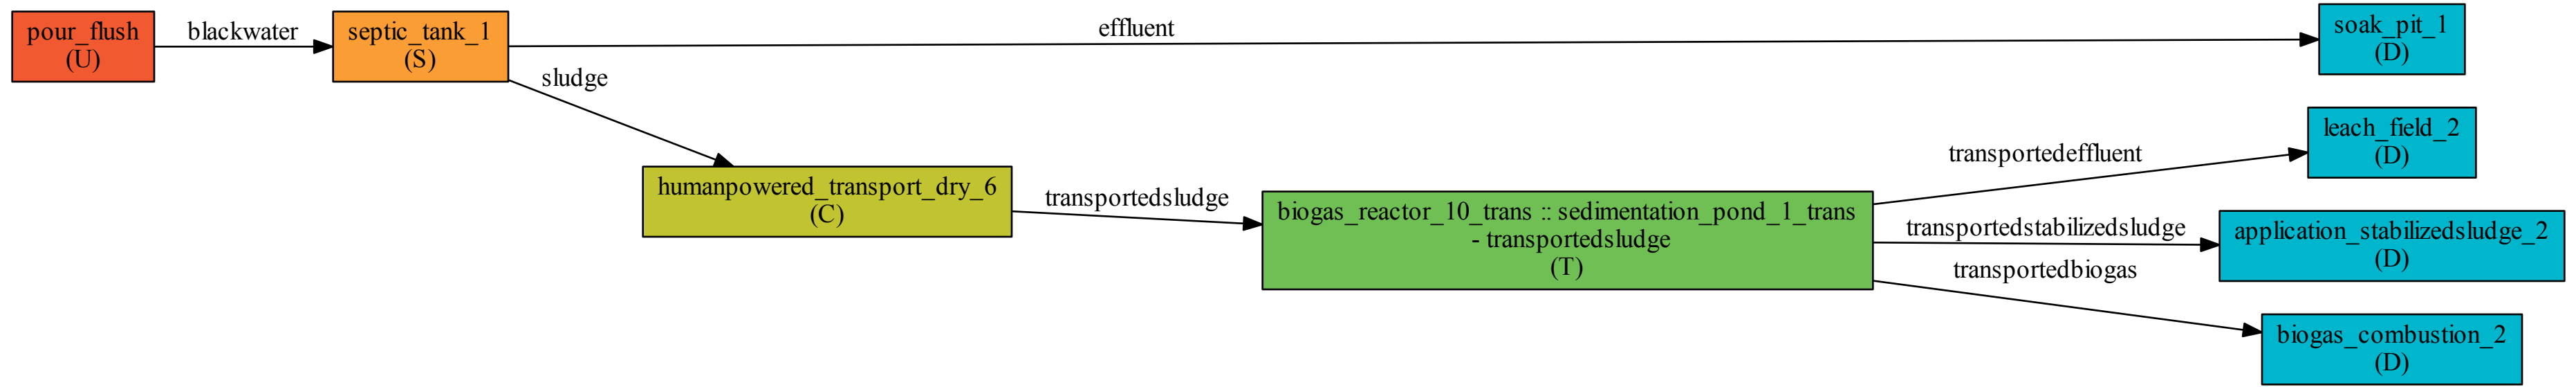 pour_flush
(U)
blackwater
septic_tank_1
(S)
effluent
soak_pit_1
(D)
sludge
humanpowered_transport_dry_6
(C)
transportedsludge
biogas_reactor_10_trans :: sedimentation_pond_1_trans
- transportedsludge
(T)
transportedeffluent
leach_field_2
(D)
transportedstabilizedsludge
application_stabilizedsludge_2
(D)
transportedbiogas
biogas_combustion_2
(D)